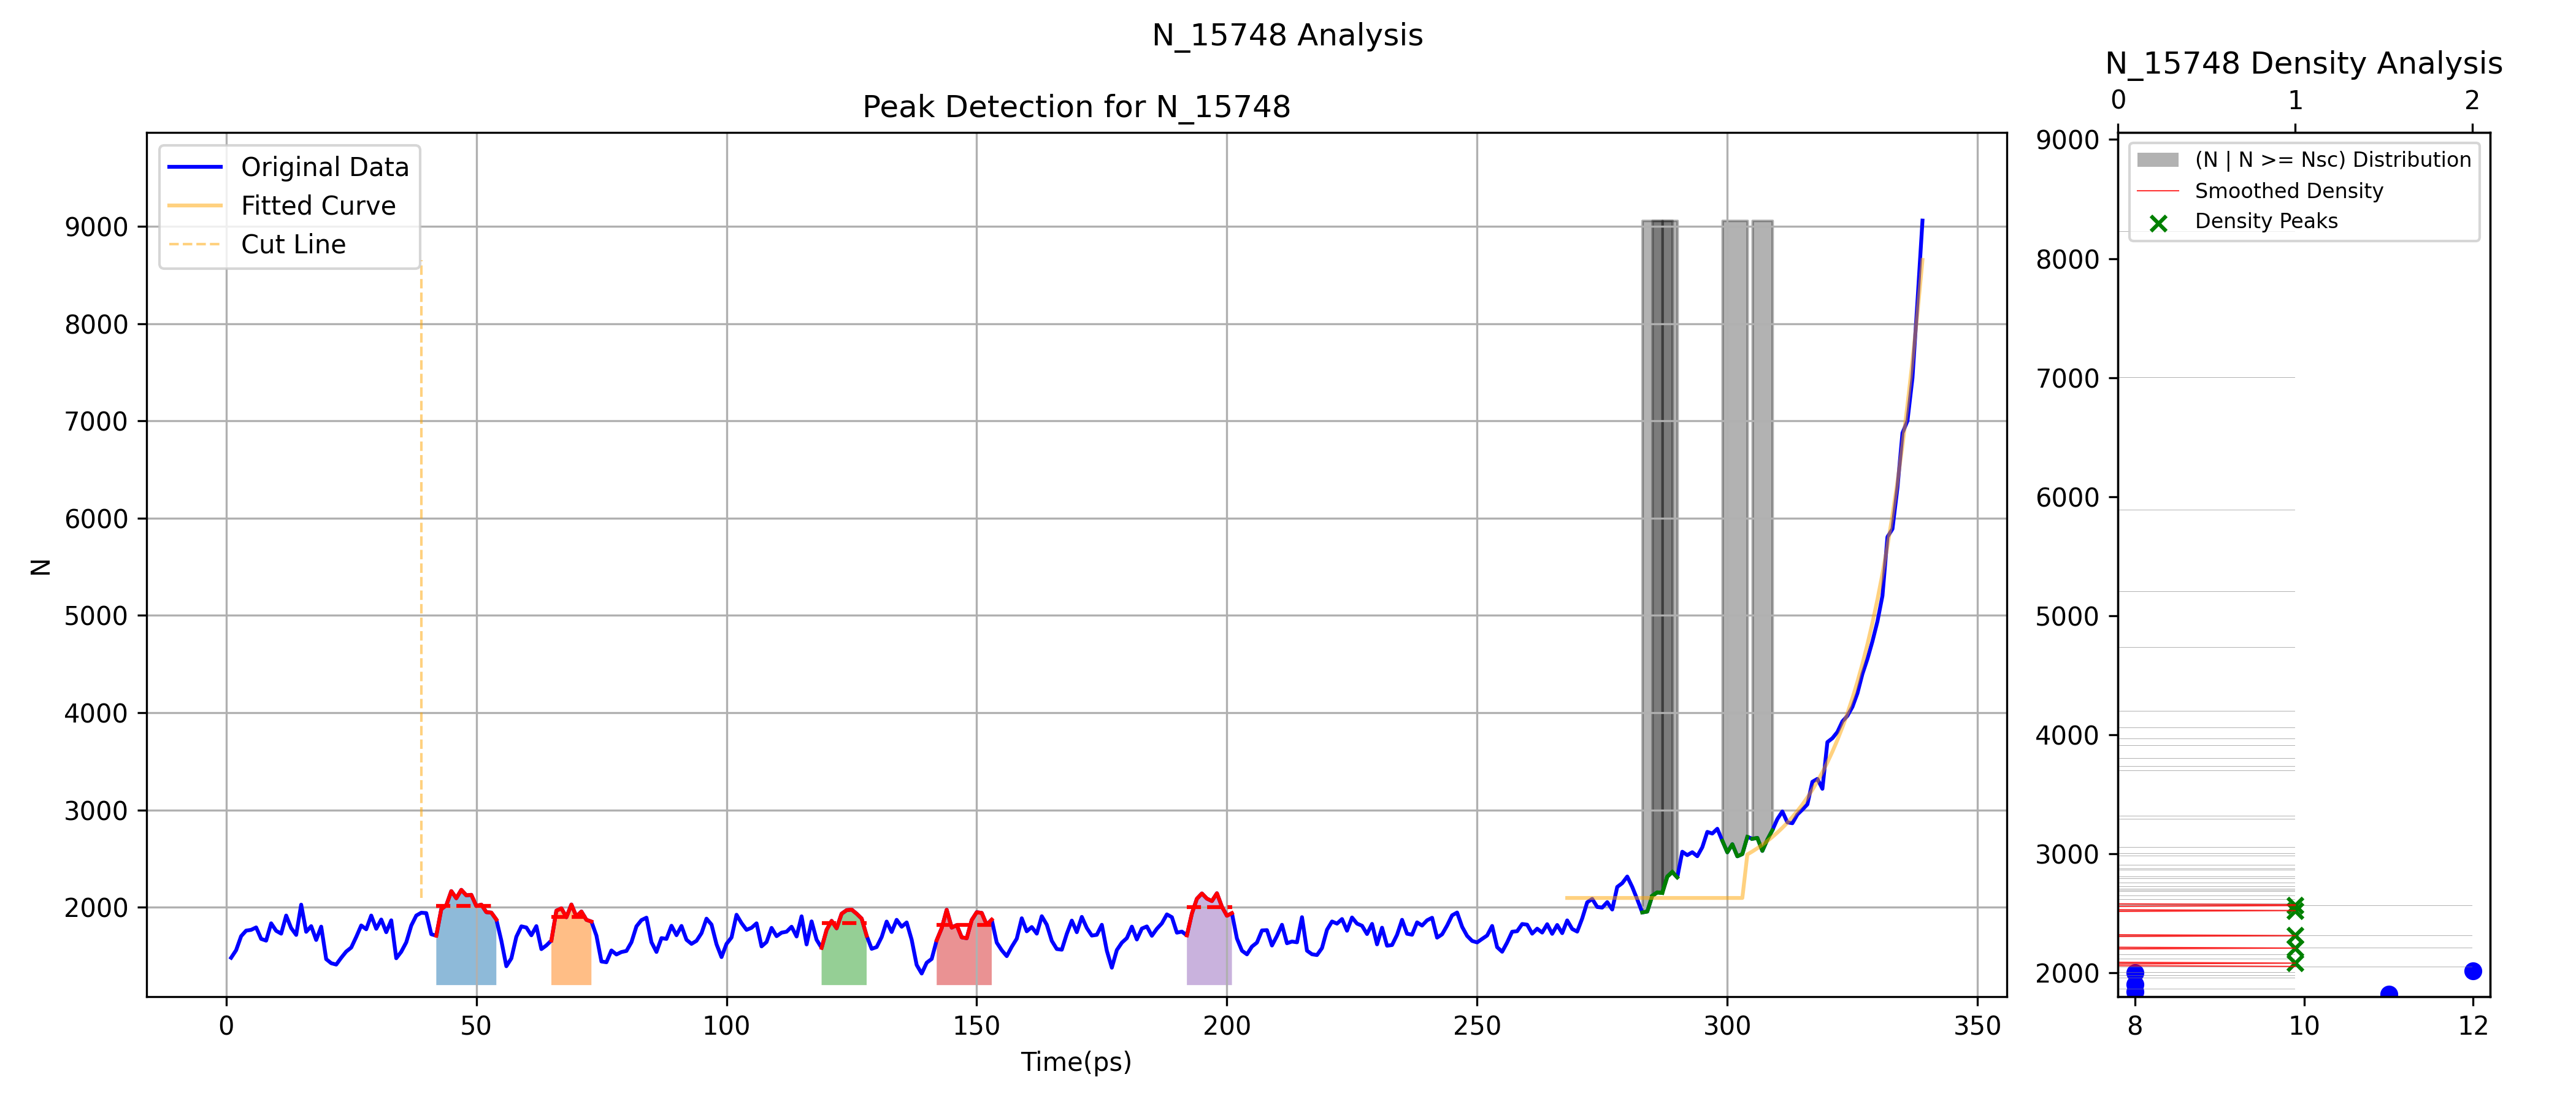 N_15748 Analysis
Peak Detection for N_15748
Original Data
Fitted Curve
Cut Line
N
9000
8000
7000
6000
5000
4000
3000
2000
0 50 100 150 200 250 300 350
Time(ps)
N_15748 Density Analysis
0 1 2
(N | N >= Nsc) Distribution
Smoothed Density
Density Peaks
9000
8000
7000
6000
5000
4000
3000
2000
8 10 12